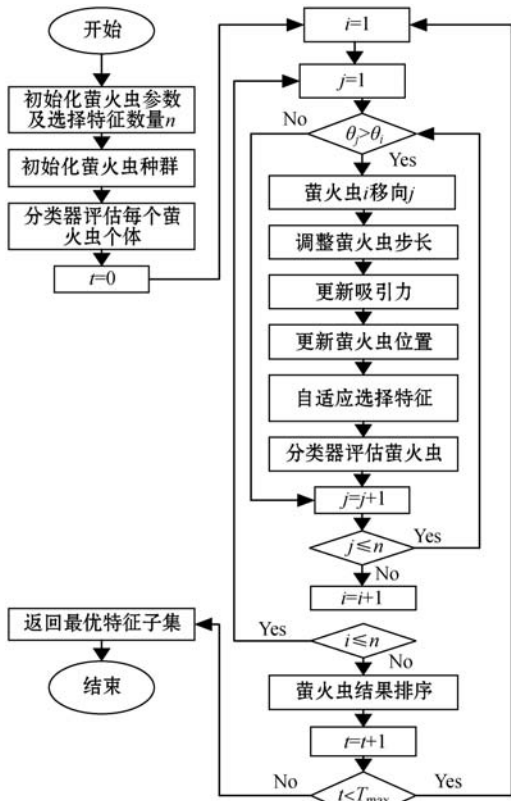 开始
初始化萤火虫参数
及选择特征数量n
初始化萤火虫种群
分类器评估每个萤
火虫个体
t=0
i=1
j=1
No
θj>θi
Yes
萤火虫i移向j
调整萤火虫步长
更新吸引力
更新萤火虫位置
自适应选择特征
分类器评估萤火虫
j=j+1
j≤n
Yes
No
i=i+1
Yes
i≤n
No
萤火虫结果排序
t=t+1
No
t<Tmax
Yes
返回最优特征子集
结束